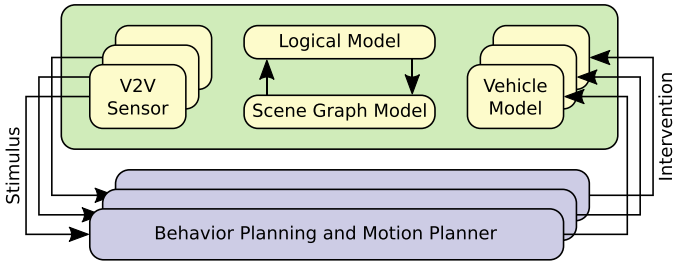 V2V
Sensor
Logical Model
Scene Graph Model
Vehicle
Model
Stimulus
Intervention
Behavior Planning and Motion Planner